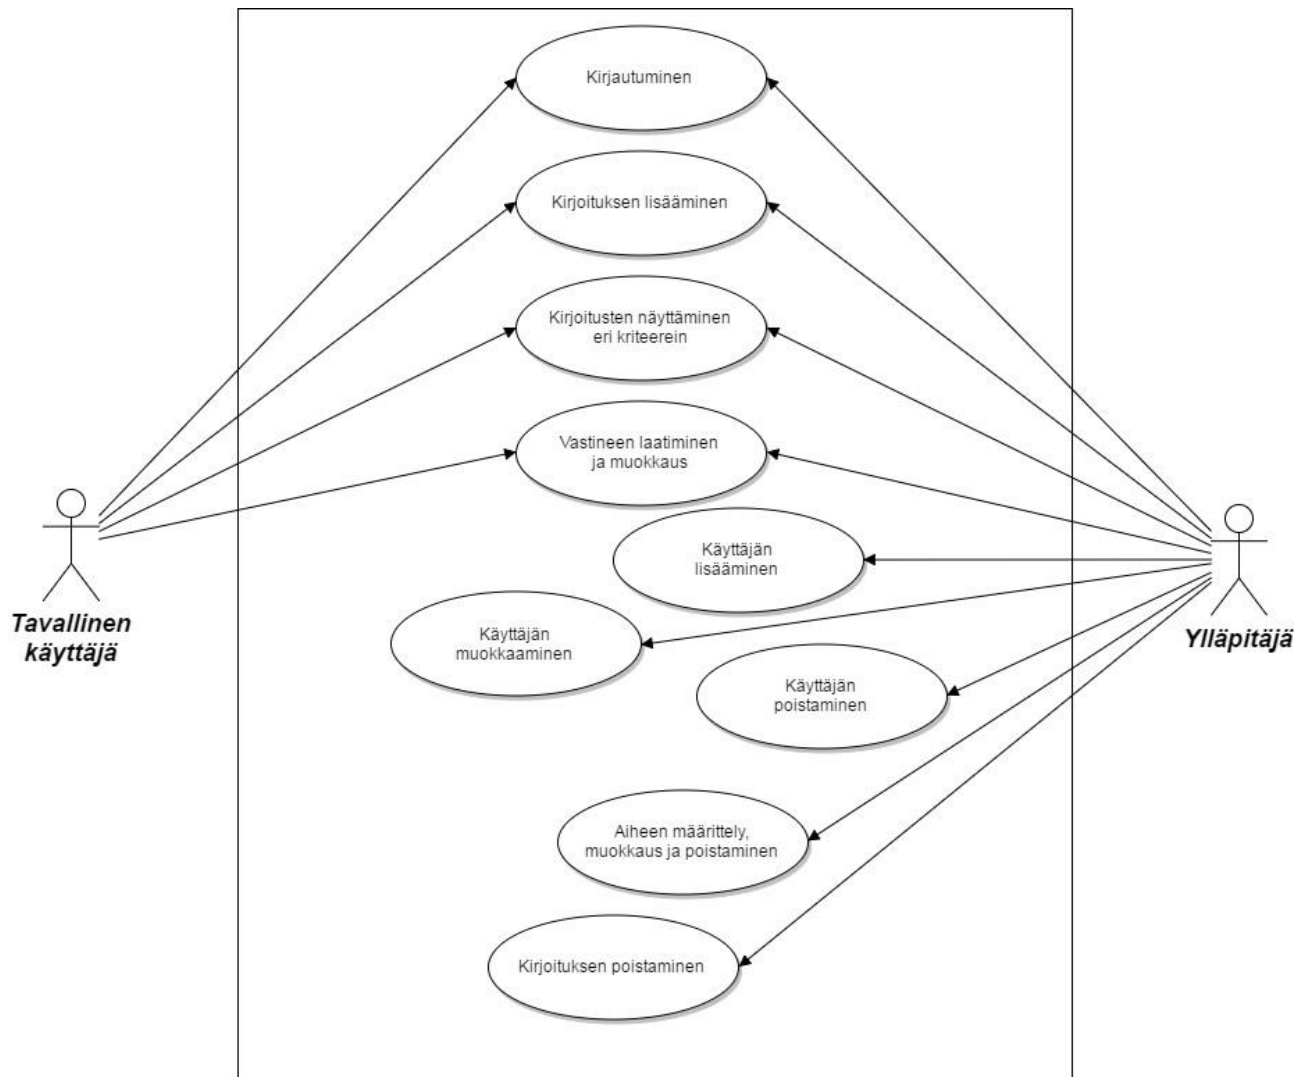 Kirjautuminen
Kirjoituksen lisääminen
Kirjoitusten näyttäminen
eri kriteerein
Vastineen laatiminen
ja muokkaus
Käyttäjän
lisääminen
Tavallinen
käyttäjä
Käyttäjän
muokkaaminen
Ylläpitäjä
Käyttäjän
poistaminen
Aiheen määrittely,
muokkaus ja poistaminen
Kirjoituksen poistaminen